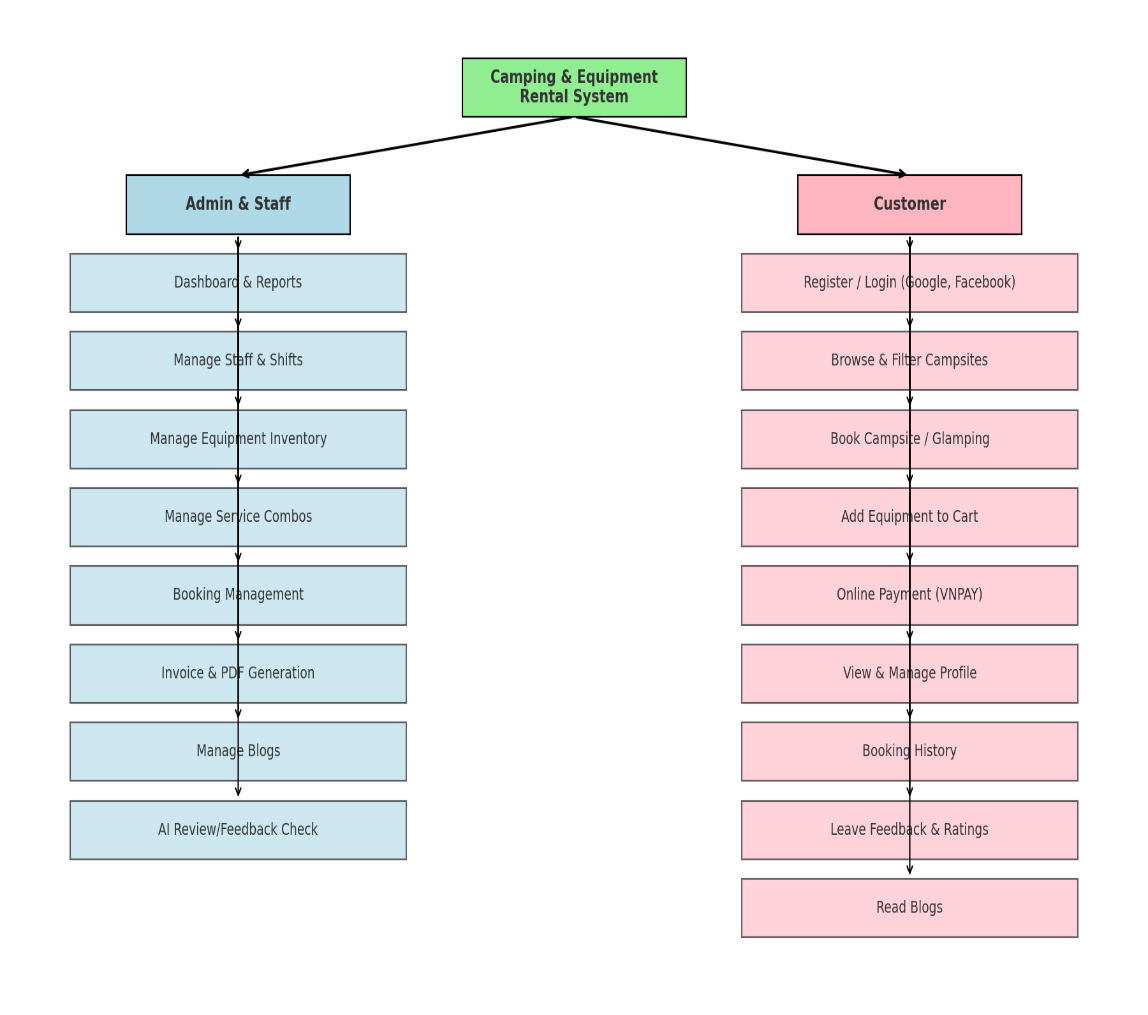 Camping & Equipment
Rental System
Admin & Staff
Dashboard & Reports
Manage Staff & Shifts
Manage Equipment Inventory
Manage Service Combos
Booking Management
Invoice & PDF Generation
Manage Blogs
AI Review/Feedback Check
Customer
Register / Login (Google, Facebook)
Browse & Filter Campsites
Book Campsite / Glamping
Add Equipment to Cart
Online Payment (VNPAY)
View & Manage Profile
Booking History
Leave Feedback & Ratings
Read Blogs